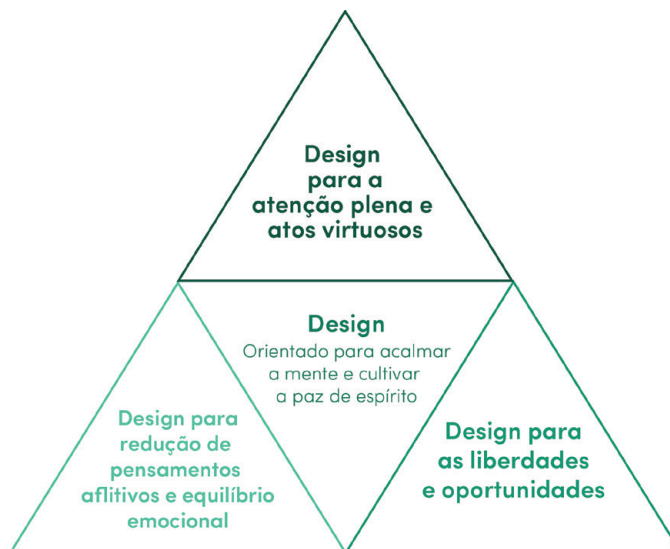 Design
para a
atenção plena e
atos virtuosos
Design
Orientado para acalmar
a mente e cultivar
a paz de espírito
Design para
redução de
pensamentos
aflitivos e equilíbrio
emocional
Design para
as liberdades
e oportunidades